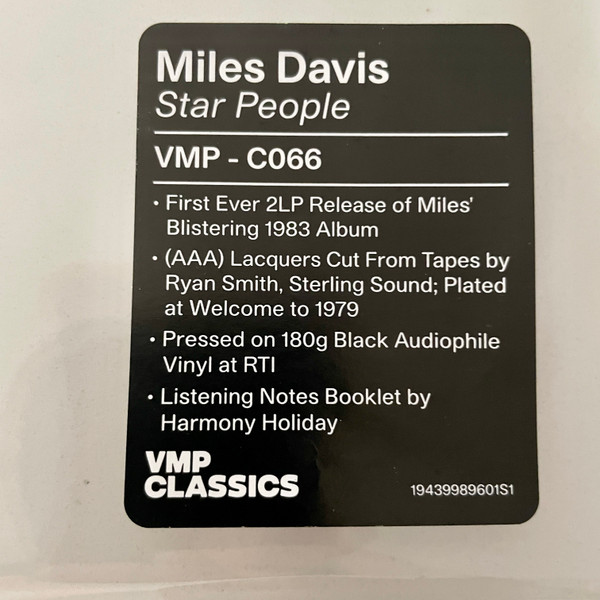 Miles Davis
Star People
VMP - C066
• First Ever 2LP Release of Miles'
Blistering 1983 Album
• (AAA) Lacquers Cut From Tapes by
Ryan Smith, Sterling Sound; Plated
at Welcome to 1979
• Pressed on 180g Black Audiophile
Vinyl at RTI
• Listening Notes Booklet by
Harmony Holiday
VMP
CLASSICS
19439989601S1